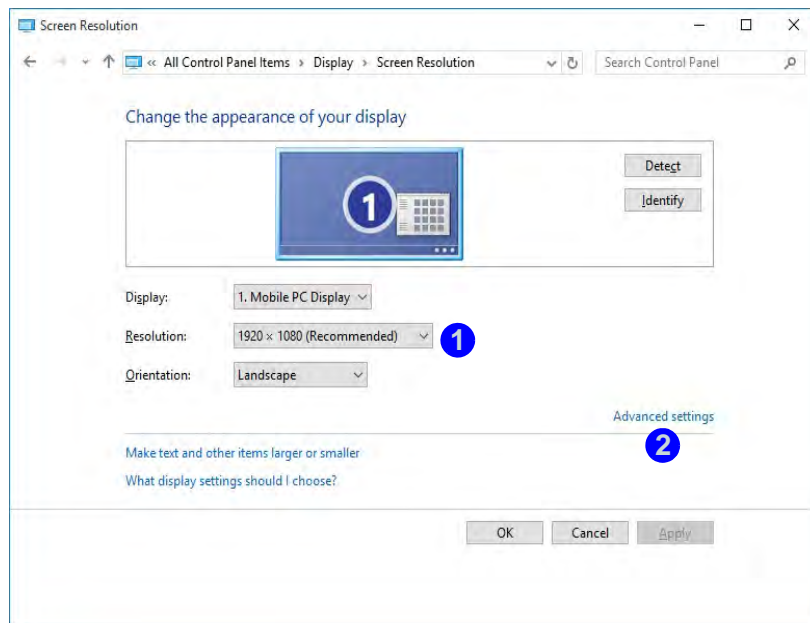 Screen Resolution
« All Control Panel Items › Display › Screen Resolution
Search Control Panel
Change the appearance of your display
1
Detect
Identify
Display: 1. Mobile PC Display
Resolution: 1920 × 1080 (Recommended) 1
Orientation: Landscape
Advanced settings
2
Make text and other items larger or smaller
What display settings should I choose?
OK Cancel Apply